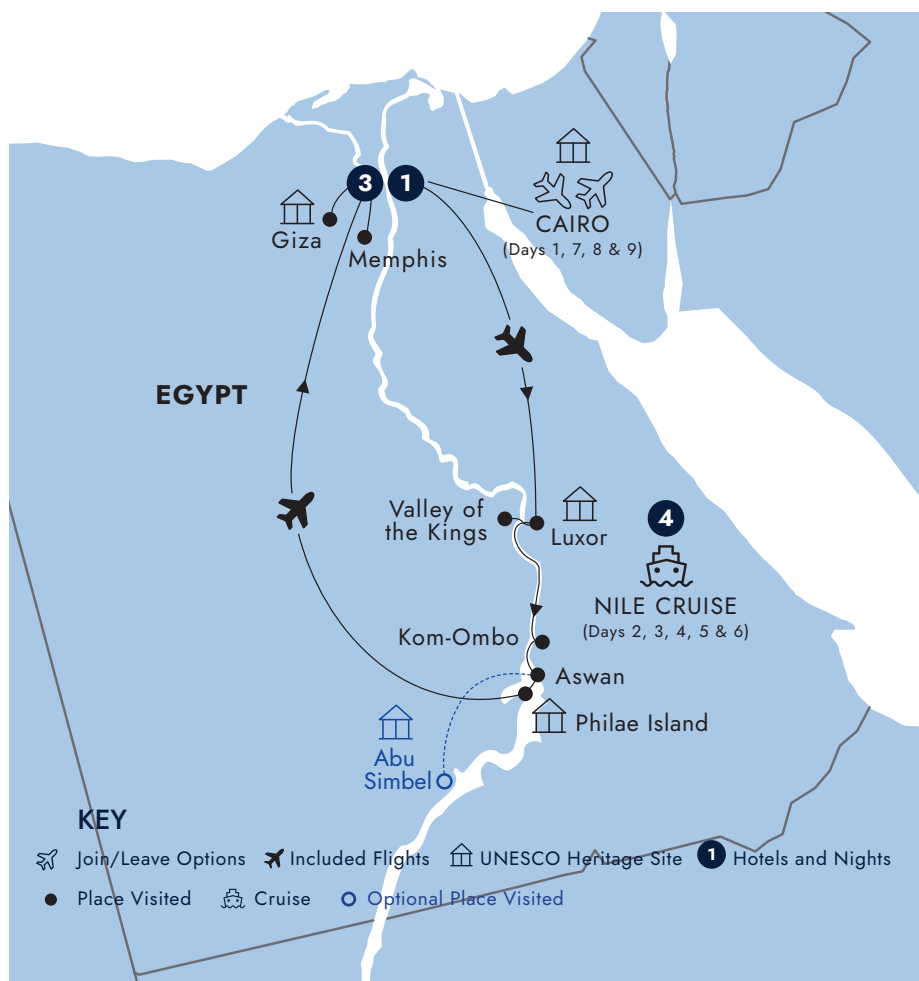 3
1
CAIRO
(Days 1, 7, 8 & 9)
Giza
Memphis
EGYPT
Valley of
the Kings
Luxor
4
NILE CRUISE
(Days 2, 3, 4, 5 & 6)
Kom-Ombo
Aswan
Philae Island
Abu
Simbel
KEY
Join/Leave Options
Included Flights
UNESCO Heritage Site
1
Hotels and Nights
Place Visited
Cruise
Optional Place Visited